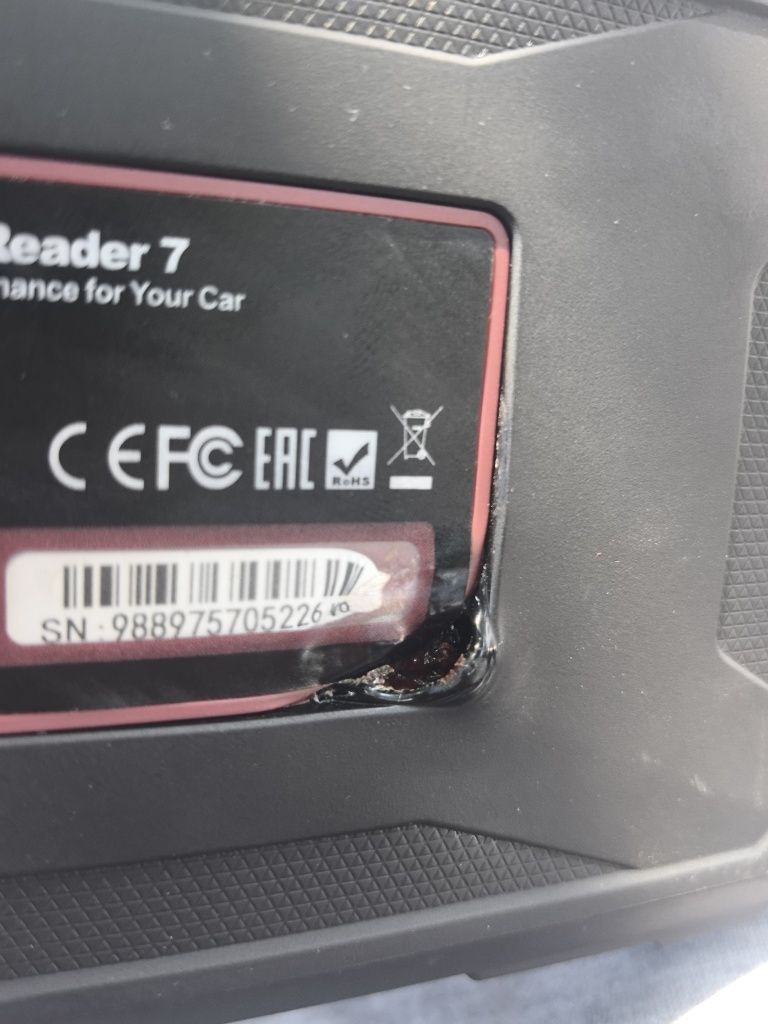 Reader 7
nance for Your Car
CE FC EAC
RoHS
SN:988975705226